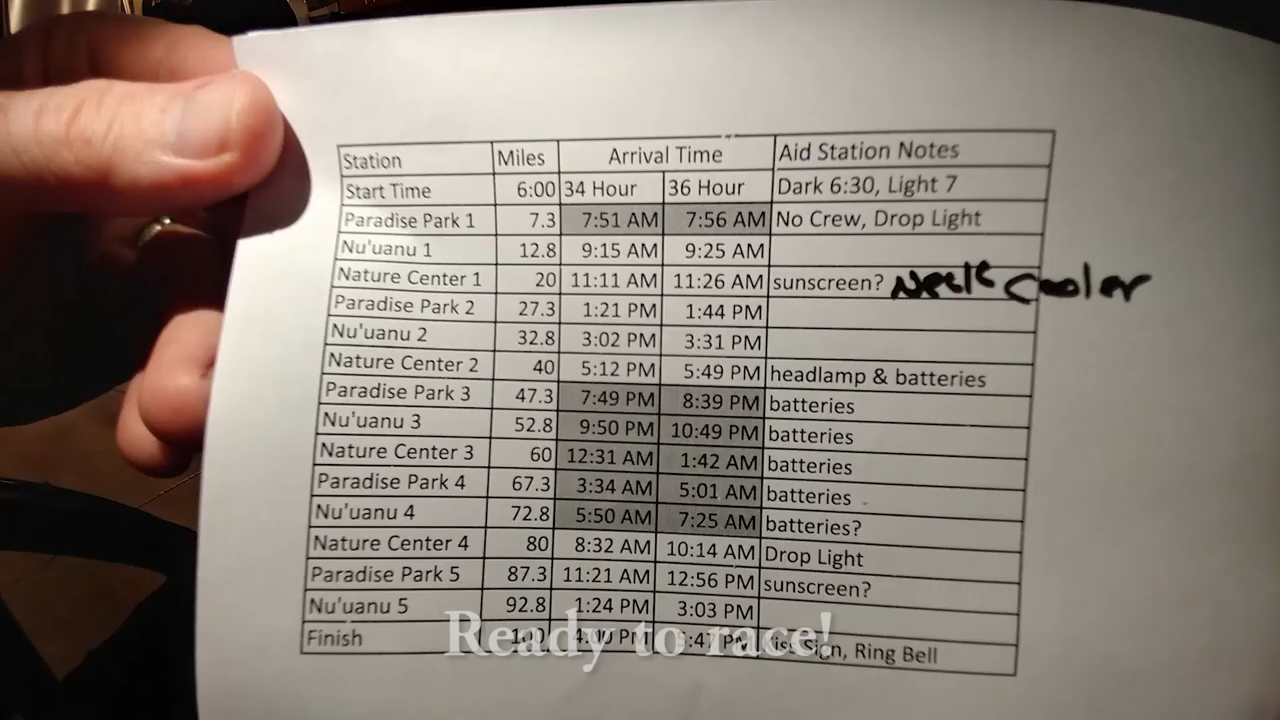 Station Miles Arrival Time Aid Station Notes
Start Time 6:00 34 Hour 36 Hour Dark 6:30, Light 7
Paradise Park 1 7.3 7:51 AM 7:56 AM No Crew, Drop Light
Nu'uanu 1 12.8 9:15 AM 9:25 AM
Nature Center 1 20 11:11 AM 11:26 AM sunscreen? Neck Cooler
Paradise Park 2 27.3 1:21 PM 1:44 PM
Nu'uanu 2 32.8 3:02 PM 3:31 PM
Nature Center 2 40 5:12 PM 5:49 PM headlamp & batteries
Paradise Park 3 47.3 7:49 PM 8:39 PM batteries
Nu'uanu 3 52.8 9:50 PM 10:49 PM batteries
Nature Center 3 60 12:31 AM 1:42 AM batteries
Paradise Park 4 67.3 3:34 AM 5:01 AM batteries
Nu'uanu 4 72.8 5:50 AM 7:25 AM batteries?
Nature Center 4 80 8:32 AM 10:14 AM Drop Light
Paradise Park 5 87.3 11:21 AM 12:56 PM sunscreen?
Nu'uanu 5 92.8 1:24 PM 3:03 PM
Finish 100 4:00 PM 5:47 PM Kiss Sign, Ring Bell
Ready to race!